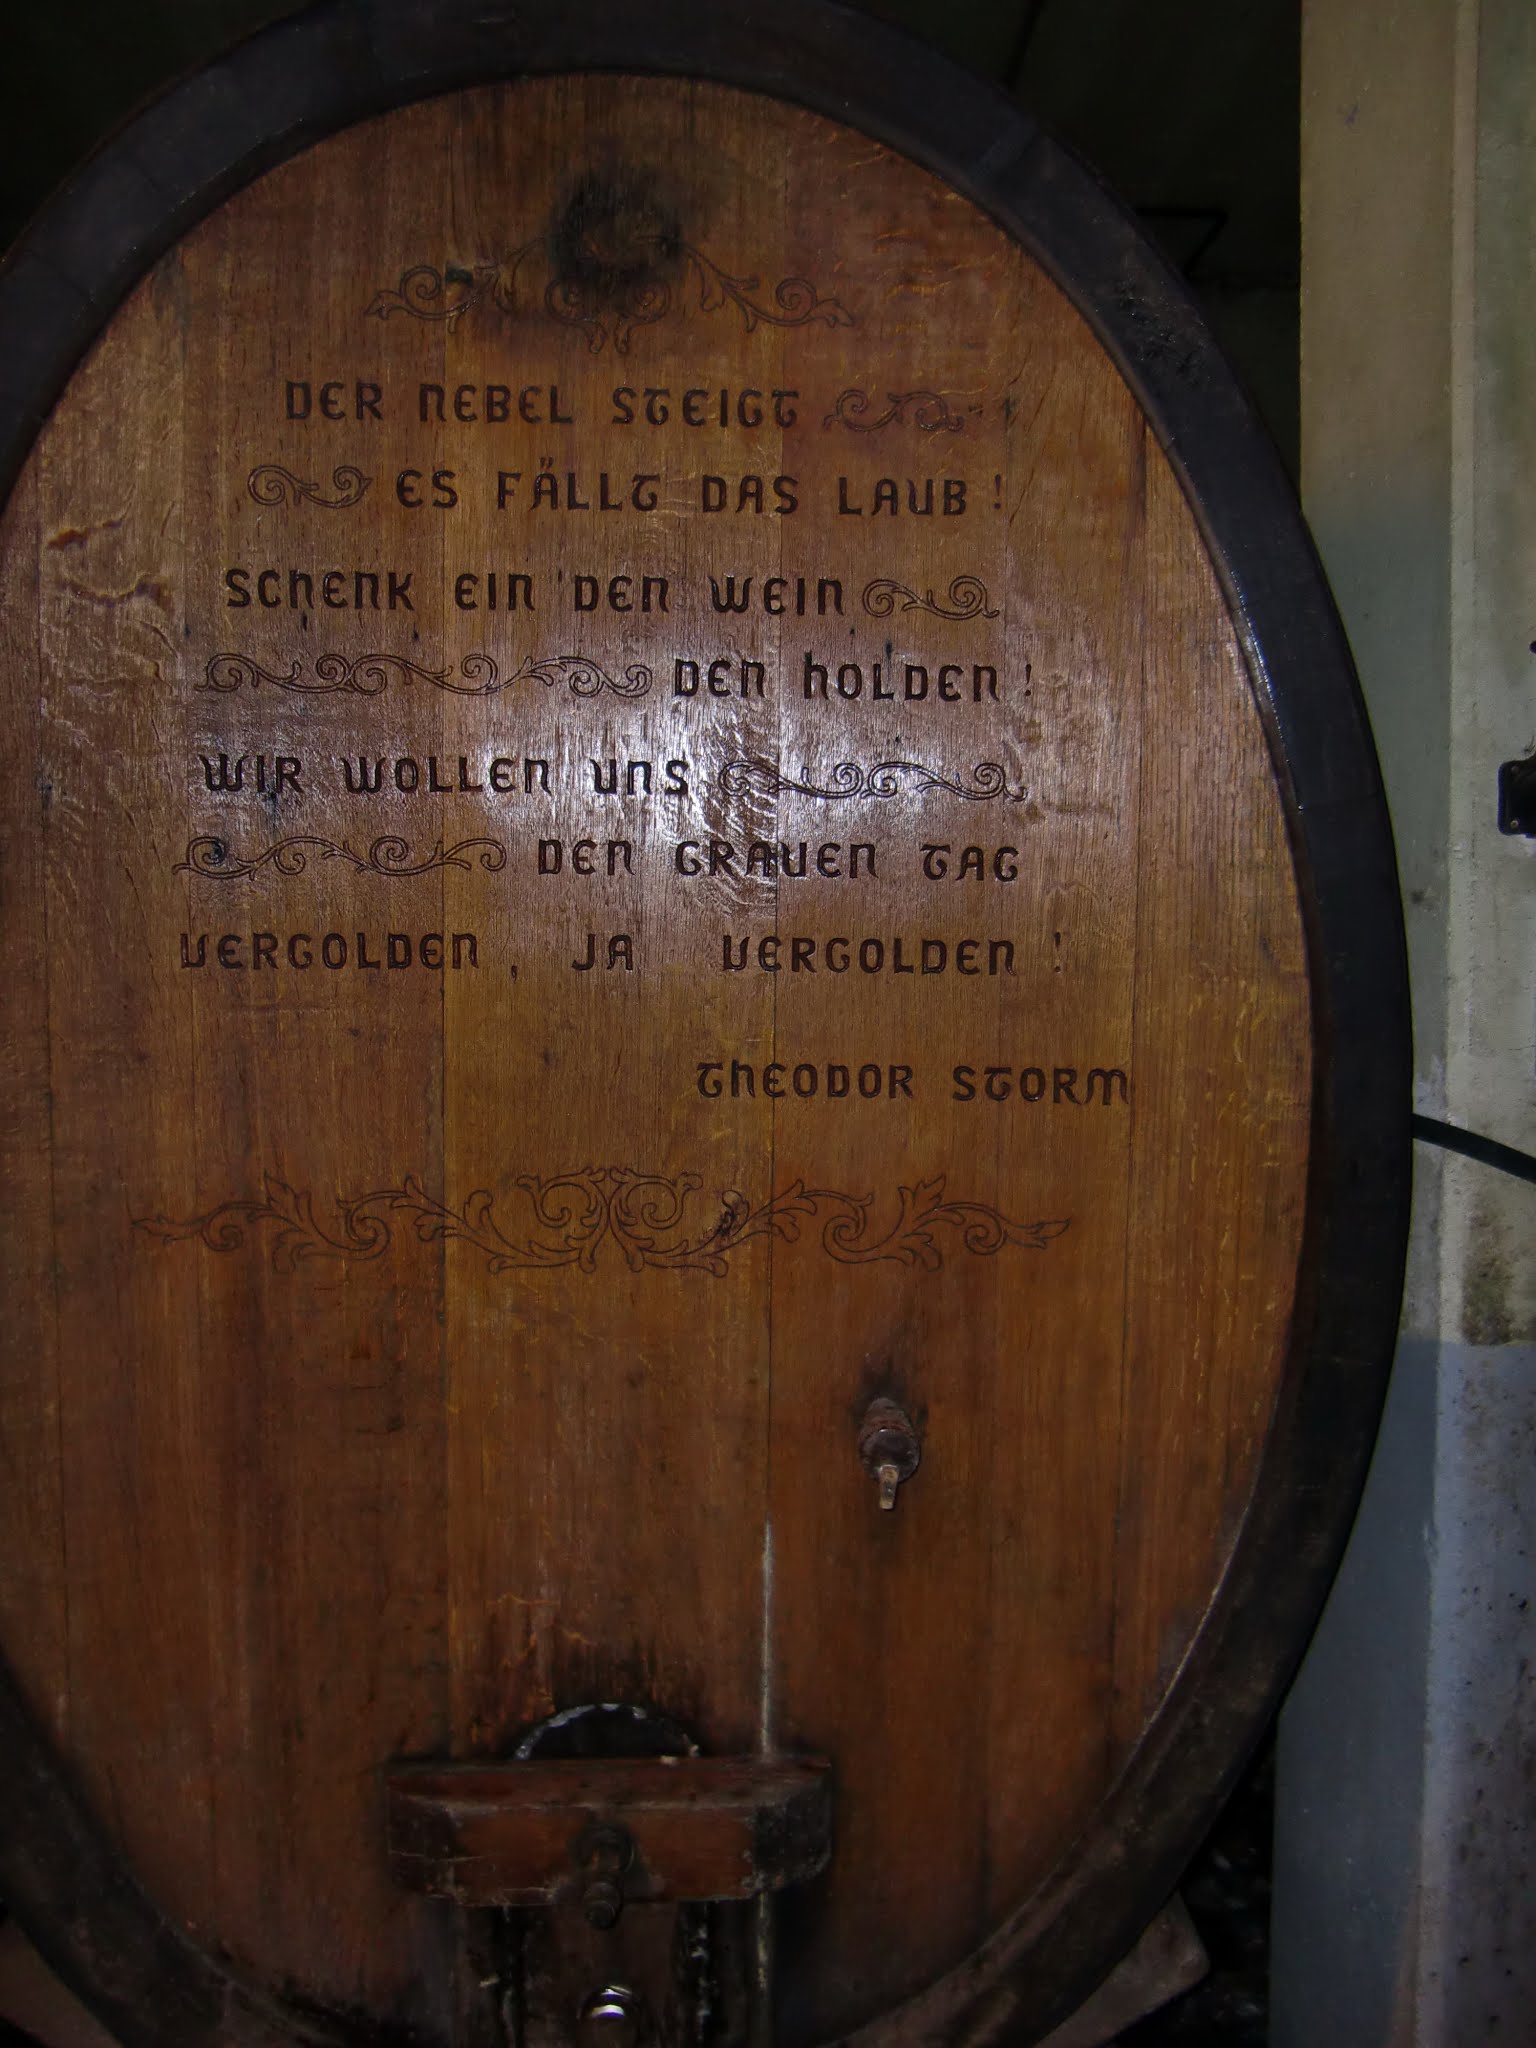 DER NEBEL STEIGT
ES FÄLLT DAS LAUB!
SCHENK EIN DEN WEIN
DEN HOLDEN!
WIR WOLLEN UNS
DEN GRAUEN TAG
VERGOLDEN, JA VERGOLDEN!
THEODOR STORM